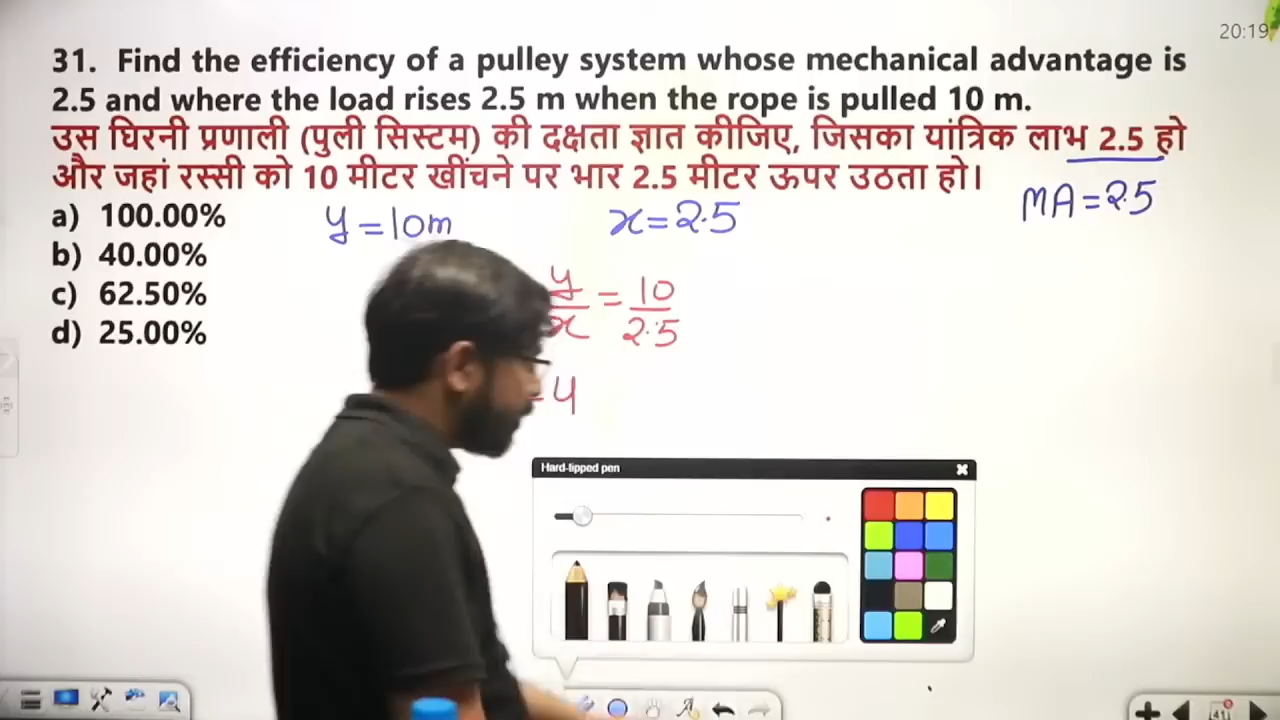 20:19
31. Find the efficiency of a pulley system whose mechanical advantage is
2.5 and where the load rises 2.5 m when the rope is pulled 10 m.
उस घिरनी प्रणाली (पुली सिस्टम) की दक्षता ज्ञात कीजिए, जिसका यांत्रिक लाभ 2.5 हो
और जहां रस्सी को 10 मीटर खींचने पर भार 2.5 मीटर ऊपर उठता हो।
MA=2.5
a) 100.00%
y=10m
x=2.5
b) 40.00%
c) 62.50%
y/x = 10/2.5
d) 25.00%
= 4
Hard-tipped pen
41